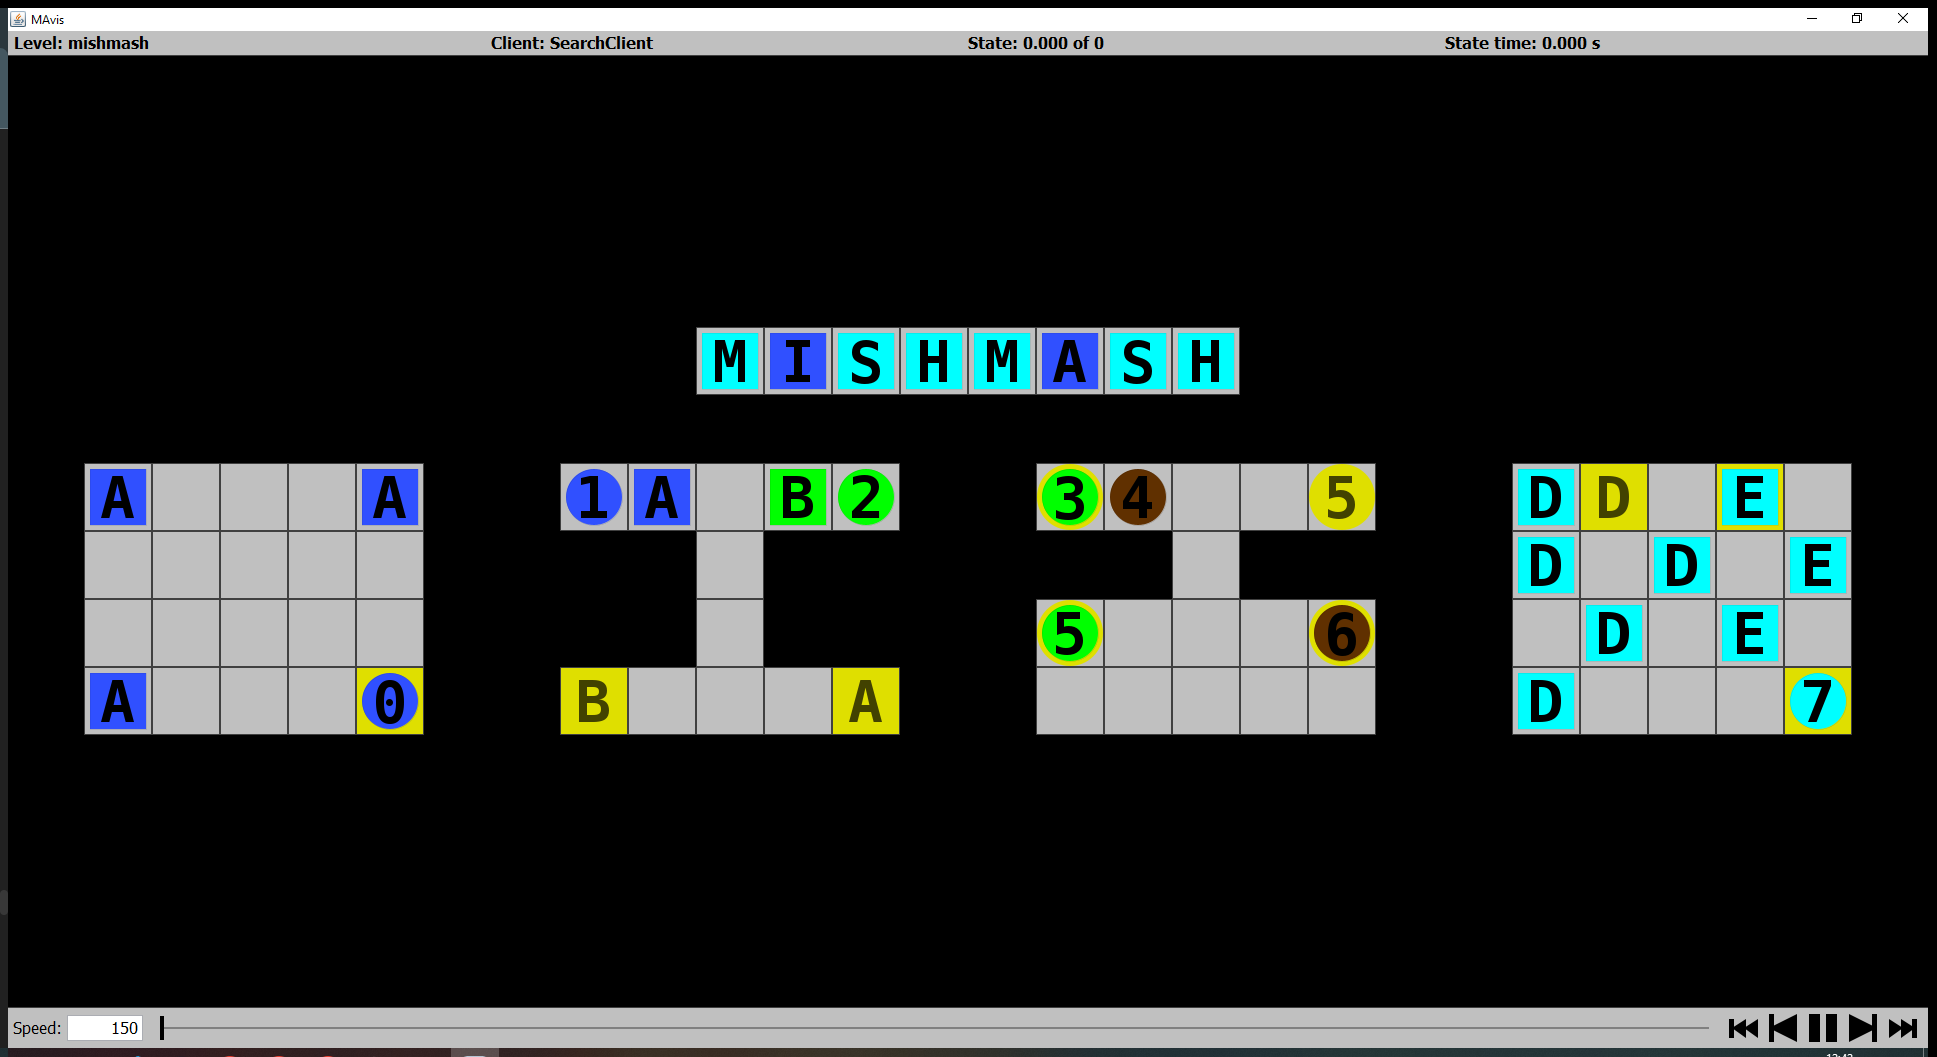 MAvis
Level: mishmash Client: SearchClient State: 0.000 of 0 State time: 0.000 s
M I S H M A S H
A A 1 A B 2 3 4 5 D D E
D D E
5 6 D E
A 0 B A D 7
Speed: 150